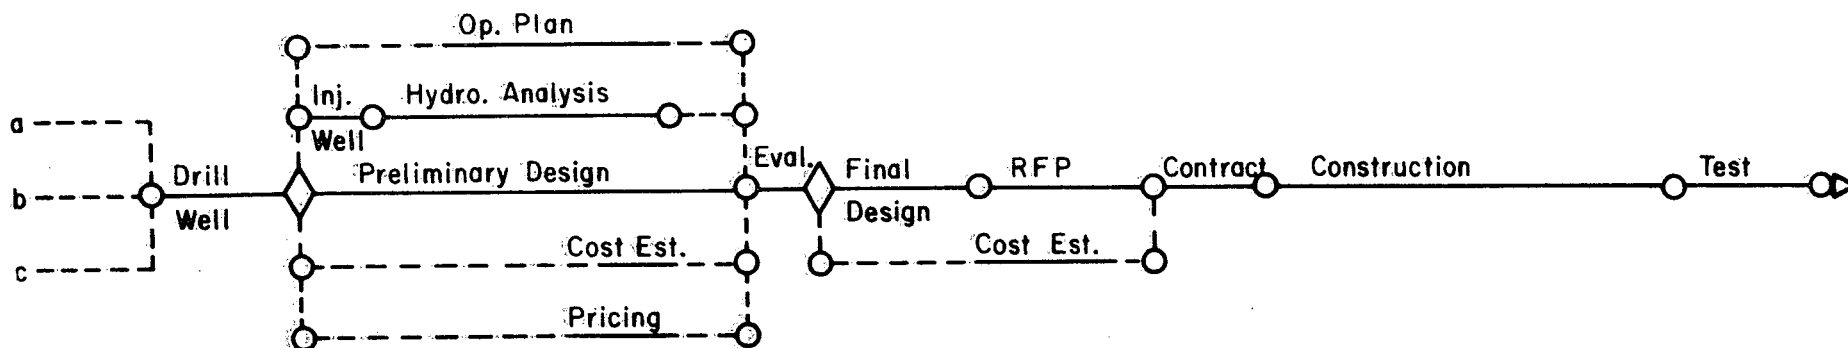 Op. Plan
Inj. Hydro. Analysis
Well
a
Drill Preliminary Design Eval. Final RFP Contract Construction Test
b
Well Design
Cost Est. Cost Est.
c
Pricing